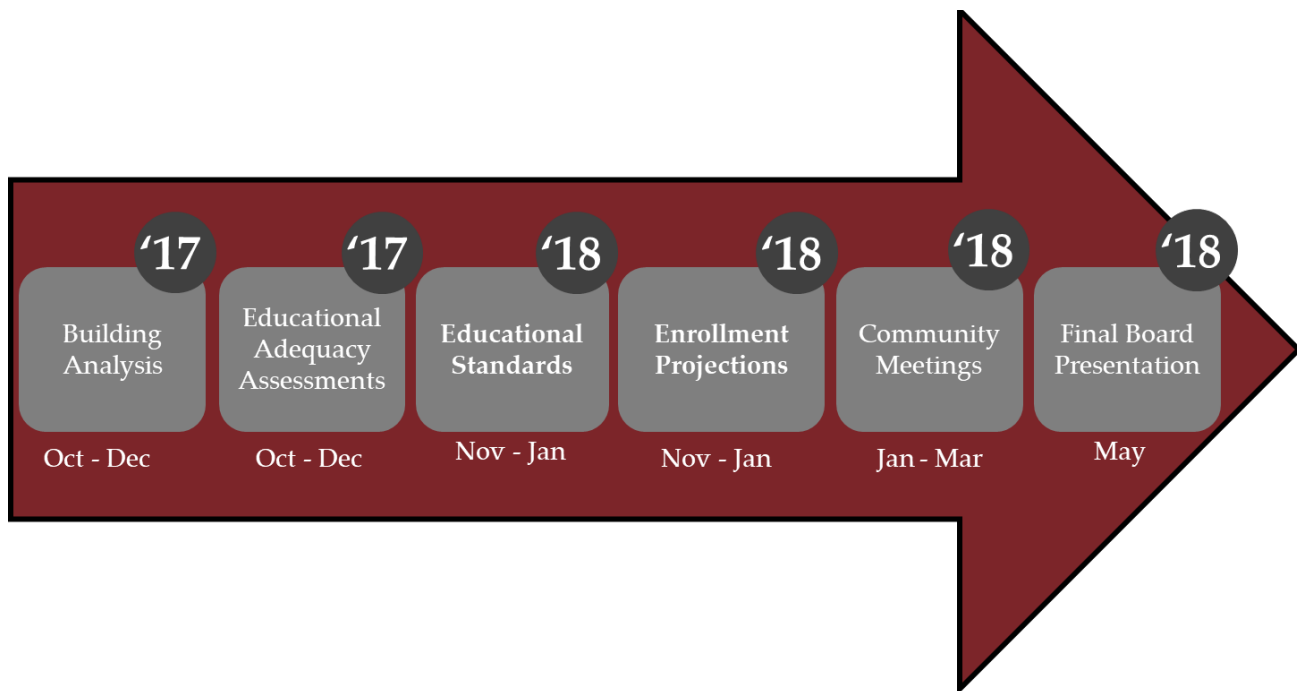 ‘17
Building
Analysis
Oct - Dec
‘17
Educational
Adequacy
Assessments
Oct - Dec
‘18
Educational
Standards
Nov - Jan
‘18
Enrollment
Projections
Nov - Jan
‘18
Community
Meetings
Jan - Mar
‘18
Final Board
Presentation
May